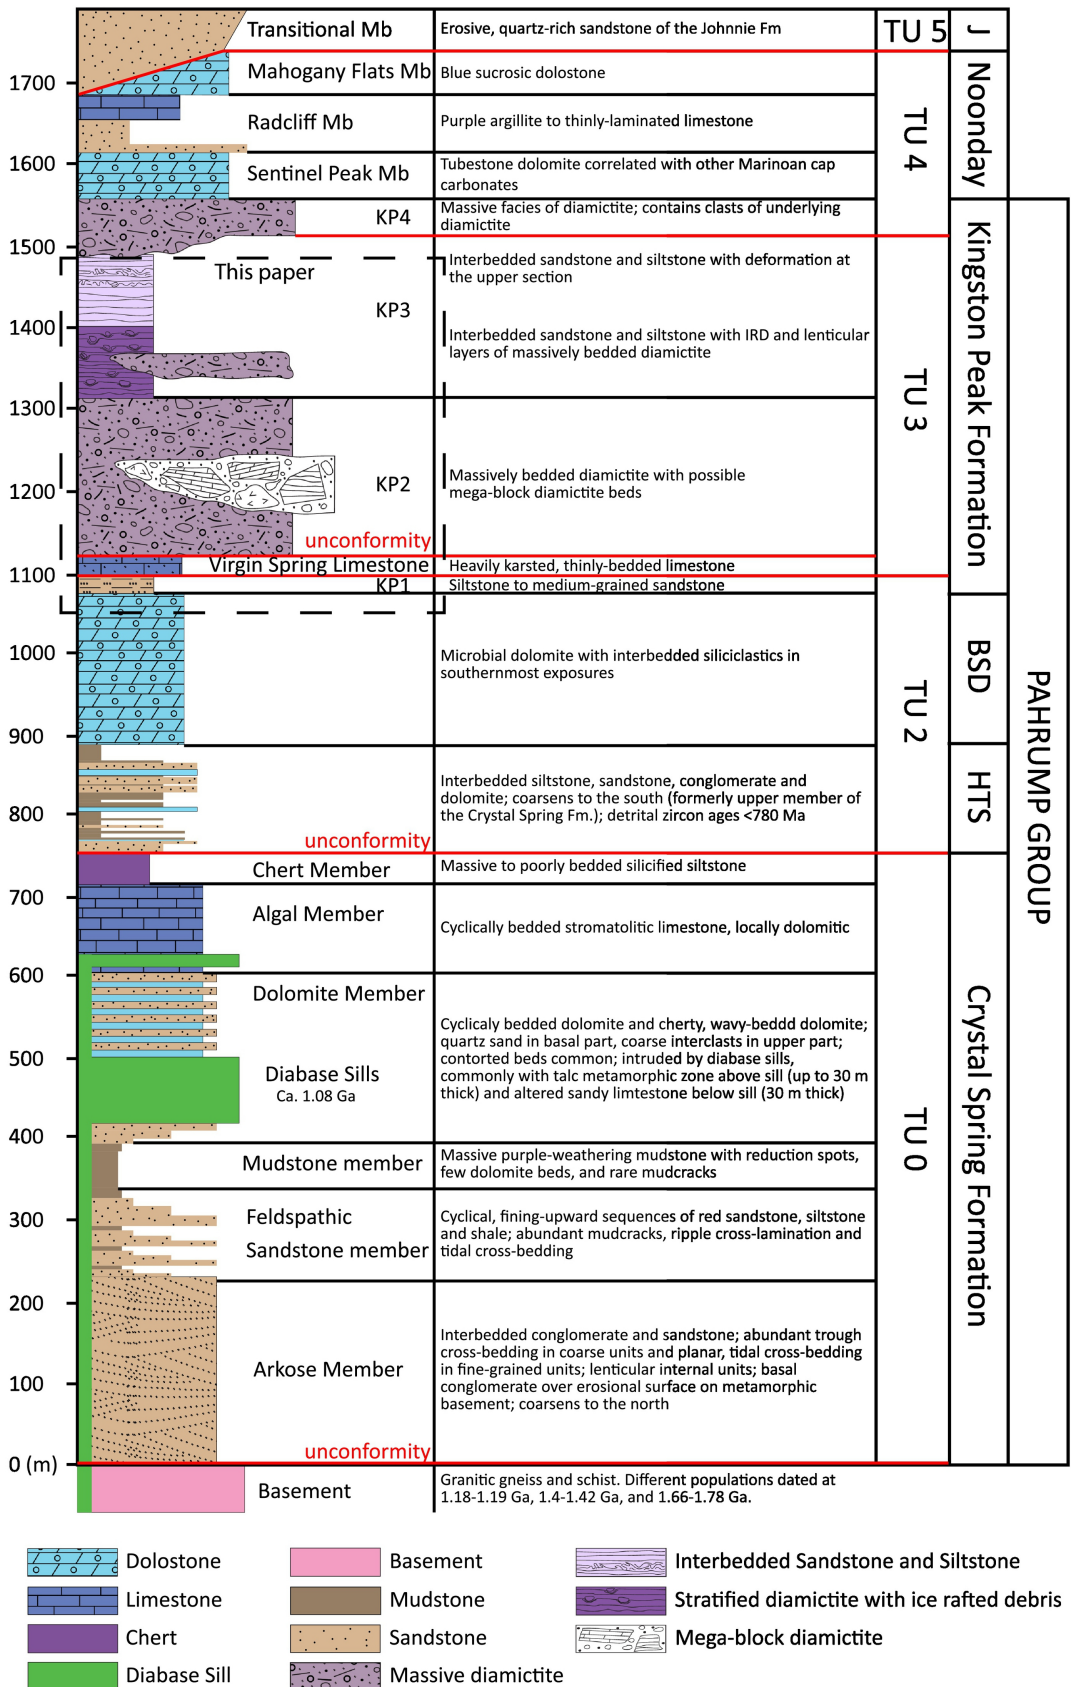 Transitional Mb
Erosive, quartz-rich sandstone of the Johnnie Fm
TU 5
J
Mahogany Flats Mb
Blue sucrosic dolostone
1700
Radcliff Mb
Purple argillite to thinly-laminated limestone
TU 4
Noonday
1600
Sentinel Peak Mb
Tubestone dolomite correlated with other Marinoan cap
carbonates
KP4
Massive facies of diamictite; contains clasts of underlying
diamictite
1500
This paper
Interbedded sandstone and siltstone with deformation at
the upper section
KP3
1400
Interbedded sandstone and siltstone with IRD and lenticular
layers of massively bedded diamictite
TU 3
Kingston Peak Formation
1300
KP2
Massively bedded diamictite with possible
mega-block diamictite beds
1200
unconformity
Virgin Spring Limestone
Heavily karsted, thinly-bedded limestone
1100
KP1
Siltstone to medium-grained sandstone
1000
Microbial dolomite with interbedded siliciclastics in
southernmost exposures
TU 2
BSD
PAHRUMP GROUP
900
Interbedded siltstone, sandstone, conglomerate and
dolomite; coarsens to the south (formerly upper member of
the Crystal Spring Fm.); detrital zircon ages <780 Ma
HTS
800
unconformity
Chert Member
Massive to poorly bedded silicified siltstone
700
Algal Member
Cyclically bedded stromatolitic limestone, locally dolomitic
600
Dolomite Member
Cyclicaly bedded dolomite and cherty, wavy-beddd dolomite;
quartz sand in basal part, coarse interclasts in upper part;
contorted beds common; intruded by diabase sills,
commonly with talc metamorphic zone above sill (up to 30 m
thick) and altered sandy limtestone below sill (30 m thick)
500
Diabase Sills
Ca. 1.08 Ga
TU 0
Crystal Spring Formation
400
Mudstone member
Massive purple-weathering mudstone with reduction spots,
few dolomite beds, and rare mudcracks
300
Feldspathic
Sandstone member
Cyclical, fining-upward sequences of red sandstone, siltstone
and shale; abundant mudcracks, ripple cross-lamination and
tidal cross-bedding
200
Arkose Member
Interbedded conglomerate and sandstone; abundant trough
cross-bedding in coarse units and planar, tidal cross-bedding
in fine-grained units; lenticular internal units; basal
conglomerate over erosional surface on metamorphic
basement; coarsens to the north
100
unconformity
0 (m)
Basement
Granitic gneiss and schist. Different populations dated at
1.18-1.19 Ga, 1.4-1.42 Ga, and 1.66-1.78 Ga.
Dolostone
Basement
Interbedded Sandstone and Siltstone
Limestone
Mudstone
Stratified diamictite with ice rafted debris
Chert
Sandstone
Mega-block diamictite
Diabase Sill
Massive diamictite